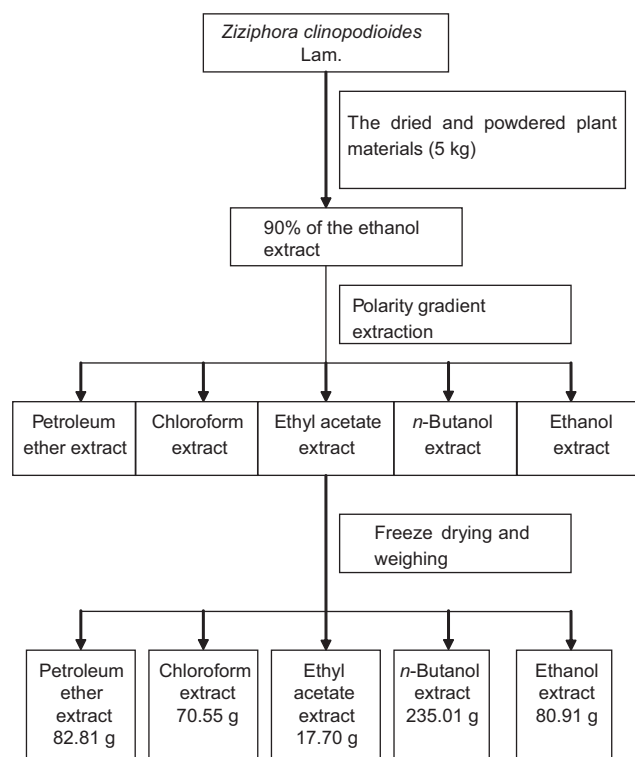 Ziziphora clinopodioides
Lam.
The dried and powdered plant
materials (5 kg)
90% of the ethanol
extract
Polarity gradient
extraction
Petroleum
ether extract
Chloroform
extract
Ethyl acetate
extract
n-Butanol
extract
Ethanol
extract
Freeze drying and
weighing
Petroleum
ether
extract
82.81 g
Chloroform
extract
70.55 g
Ethyl
acetate
extract
17.70 g
n-Butanol
extract
235.01 g
Ethanol
extract
80.91 g